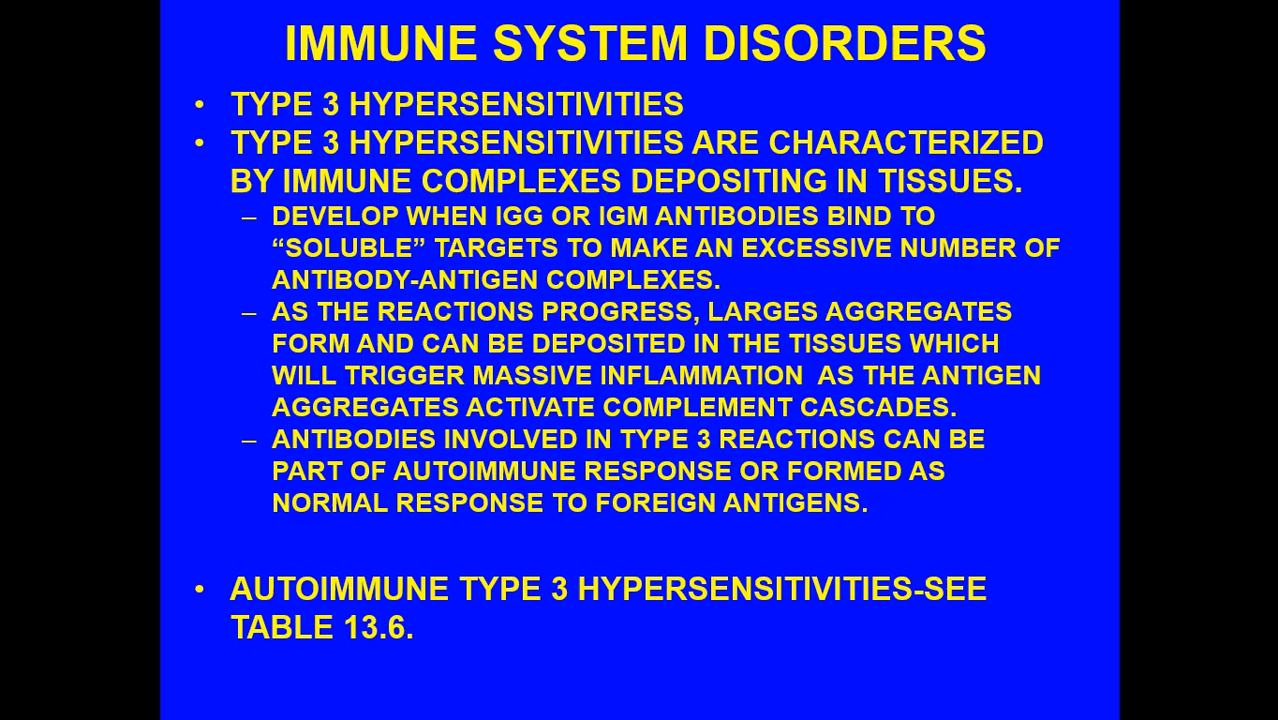 IMMUNE SYSTEM DISORDERS
• TYPE 3 HYPERSENSITIVITIES
• TYPE 3 HYPERSENSITIVITIES ARE CHARACTERIZED
BY IMMUNE COMPLEXES DEPOSITING IN TISSUES.
– DEVELOP WHEN IGG OR IGM ANTIBODIES BIND TO
“SOLUBLE” TARGETS TO MAKE AN EXCESSIVE NUMBER OF
ANTIBODY-ANTIGEN COMPLEXES.
– AS THE REACTIONS PROGRESS, LARGES AGGREGATES
FORM AND CAN BE DEPOSITED IN THE TISSUES WHICH
WILL TRIGGER MASSIVE INFLAMMATION  AS THE ANTIGEN
AGGREGATES ACTIVATE COMPLEMENT CASCADES.
– ANTIBODIES INVOLVED IN TYPE 3 REACTIONS CAN BE
PART OF AUTOIMMUNE RESPONSE OR FORMED AS
NORMAL RESPONSE TO FOREIGN ANTIGENS.
• AUTOIMMUNE TYPE 3 HYPERSENSITIVITIES-SEE
TABLE 13.6.